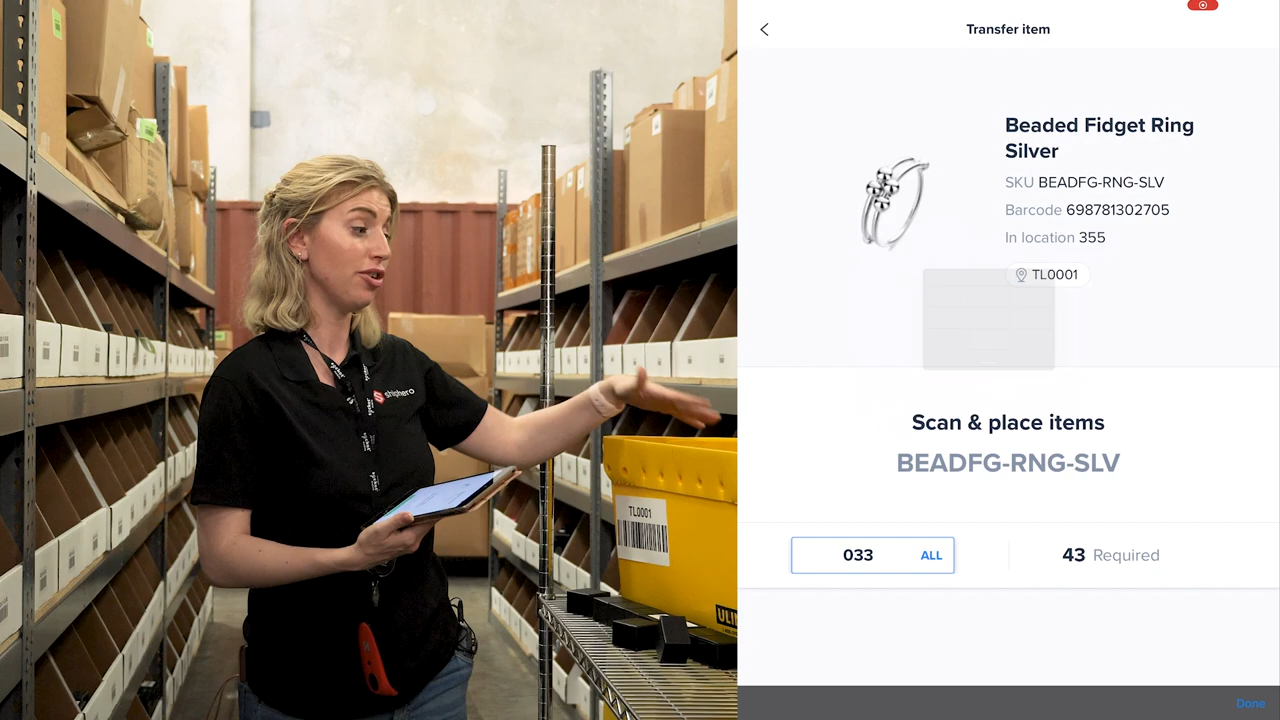 shiphero
TL0001
ULI
Transfer item
Beaded Fidget Ring
Silver
SKU BEADFG-RNG-SLV
Barcode 698781302705
In location 355
TL0001
Scan & place items
BEADFG-RNG-SLV
033 ALL
43 Required
Done